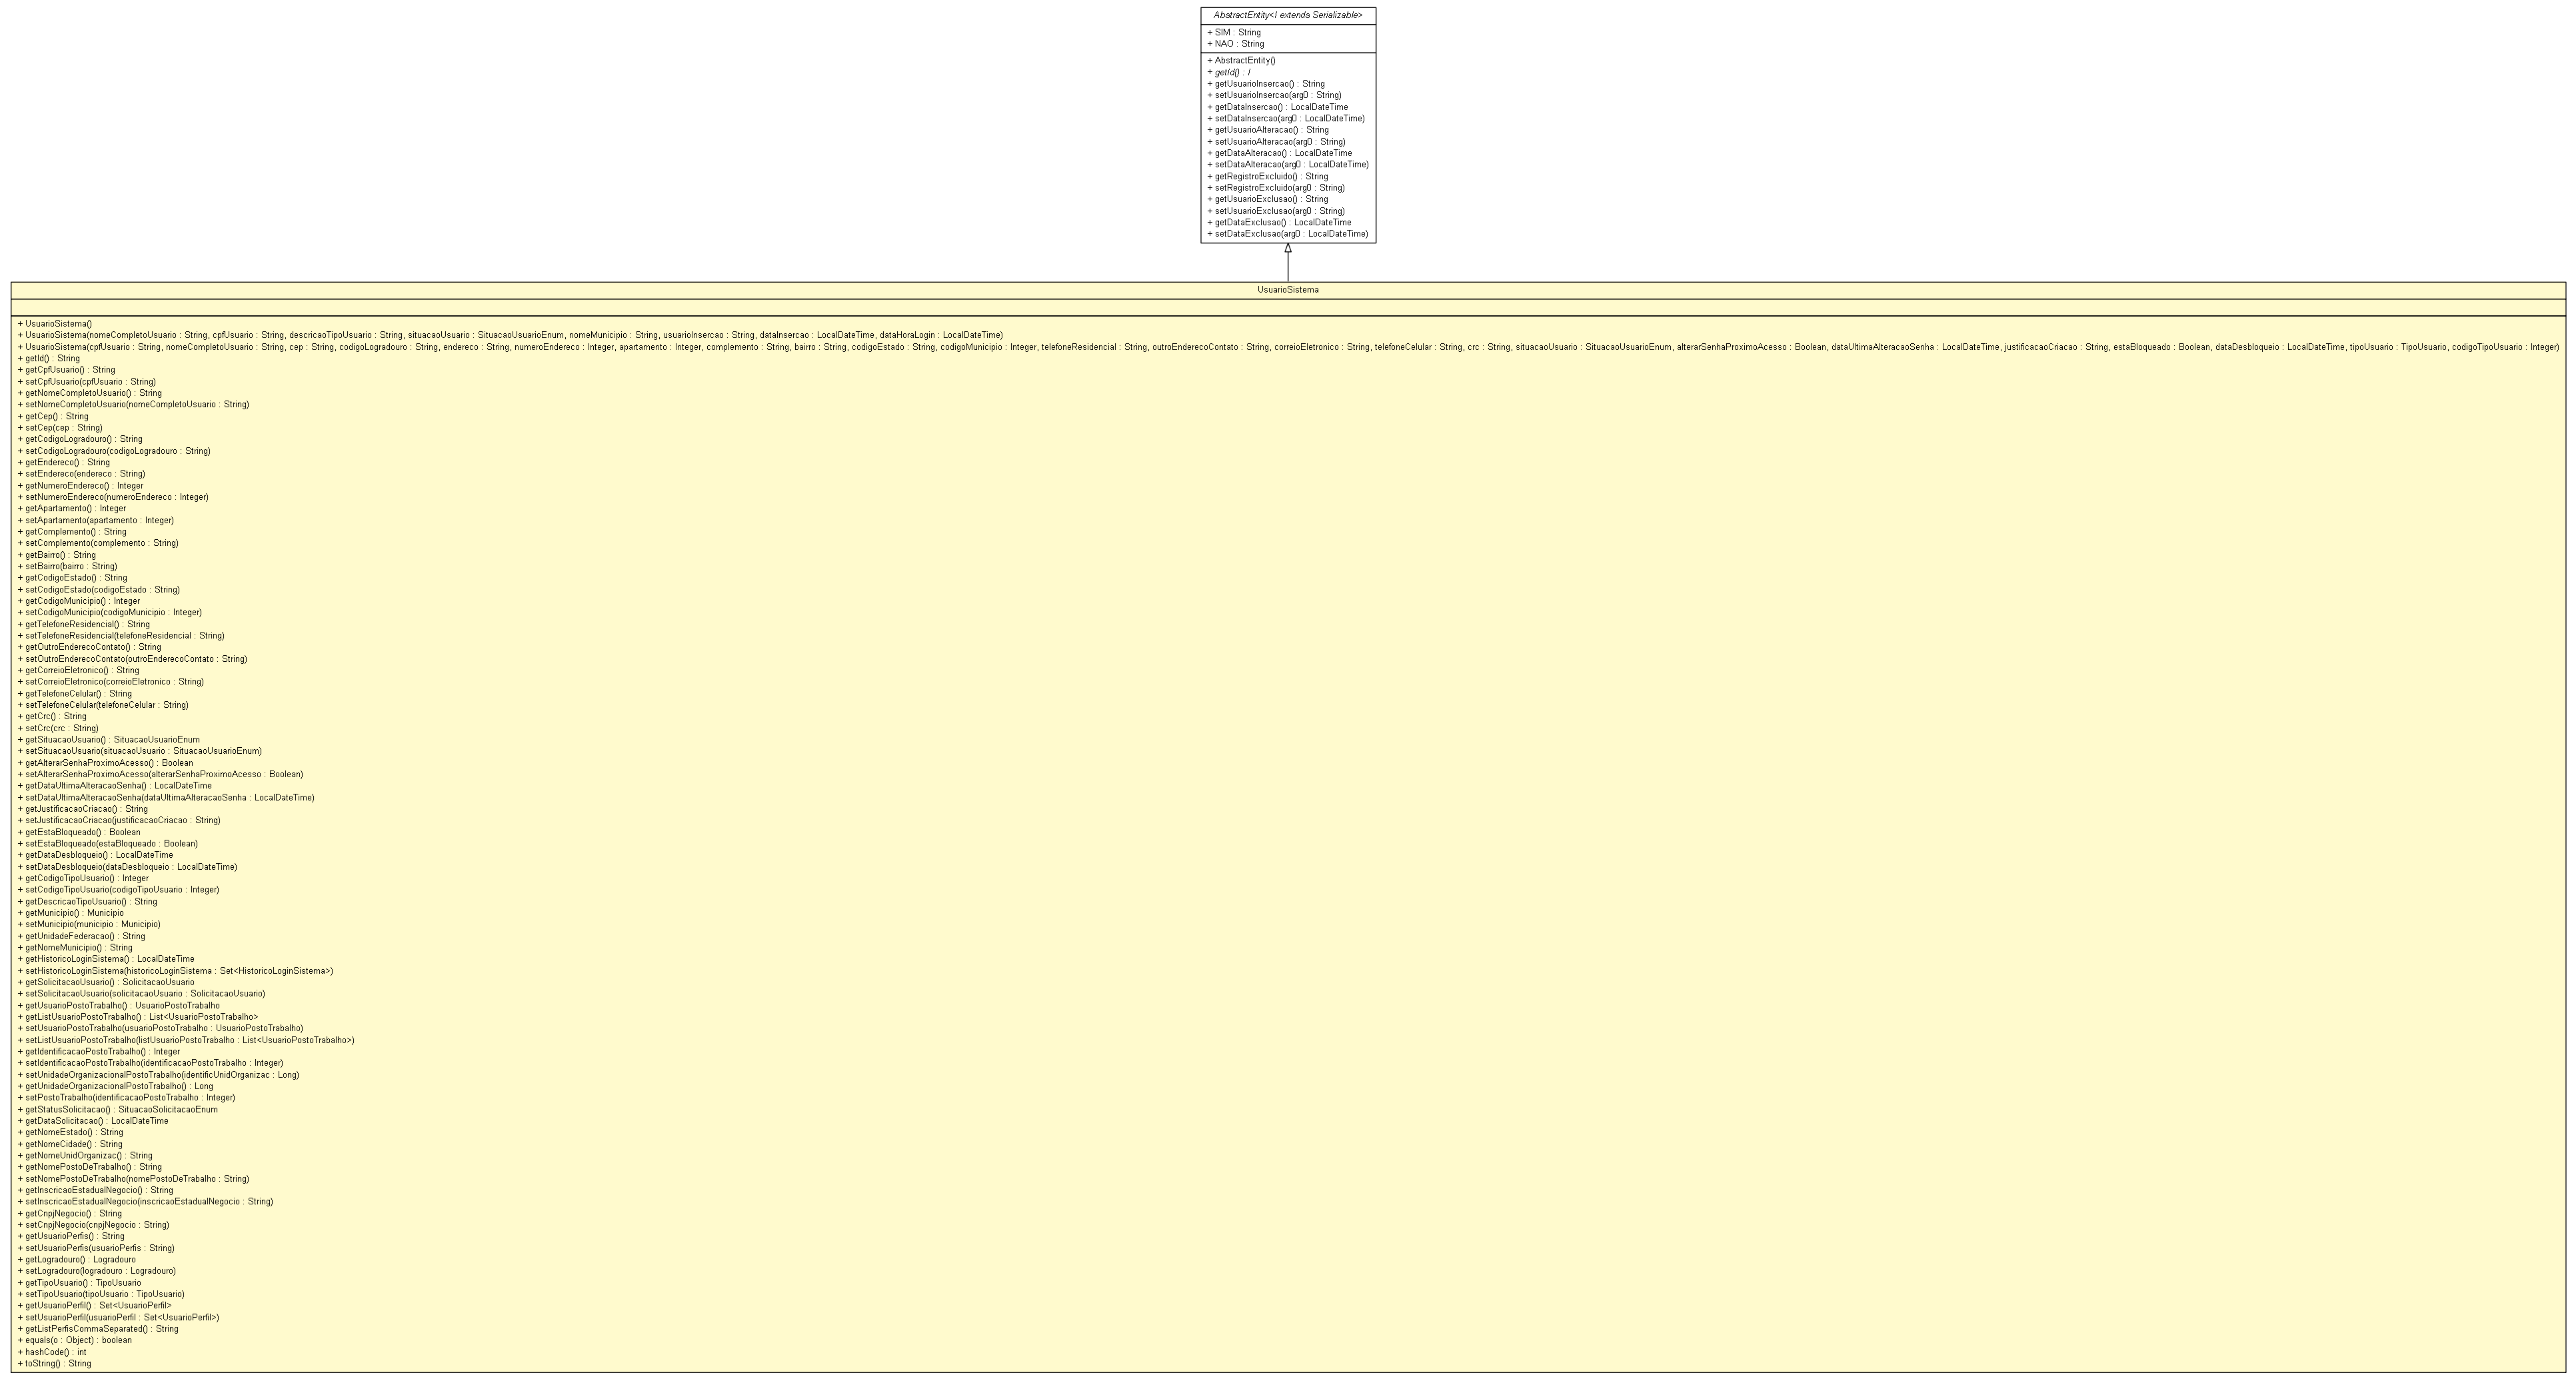 AbstractEntity<I extends Serializable>
+ SIM : String
+ NAO : String
+ AbstractEntity()
+ getId() : I
+ getUsuarioInsercao() : String
+ setUsuarioInsercao(arg0 : String)
+ getDataInsercao() : LocalDateTime
+ setDataInsercao(arg0 : LocalDateTime)
+ getUsuarioAlteracao() : String
+ setUsuarioAlteracao(arg0 : String)
+ getDataAlteracao() : LocalDateTime
+ setDataAlteracao(arg0 : LocalDateTime)
+ getRegistroExcluido() : String
+ setRegistroExcluido(arg0 : String)
+ getUsuarioExclusao() : String
+ setUsuarioExclusao(arg0 : String)
+ getDataExclusao() : LocalDateTime
+ setDataExclusao(arg0 : LocalDateTime)
UsuarioSistema
+ UsuarioSistema()
+ UsuarioSistema(nomeCompletoUsuario : String, cpfUsuario : String, descricaoTipoUsuario : String, situacaoUsuario : SituacaoUsuarioEnum, nomeMunicipio : String, usuarioInsercao : String, dataInsercao : LocalDateTime, dataHoraLogin : LocalDateTime)
+ UsuarioSistema(cpfUsuario : String, nomeCompletoUsuario : String, cep : String, codigoLogradouro : String, endereco : String, numeroEndereco : Integer, apartamento : Integer, complemento : String, bairro : String, codigoEstado : String, codigoMunicipio : Integer, telefoneResidencial : String, outroEnderecoContato : String, correioEletronico : String, telefoneCelular : String, crc : String, situacaoUsuario : SituacaoUsuarioEnum, alterarSenhaProximoAcesso : Boolean, dataUltimaAlteracaoSenha : LocalDateTime, justificacaoCriacao : String, estaBloqueado : Boolean, dataDesbloqueio : LocalDateTime, tipoUsuario : TipoUsuario, codigoTipoUsuario : Integer)
+ getId() : String
+ getCpfUsuario() : String
+ setCpfUsuario(cpfUsuario : String)
+ getNomeCompletoUsuario() : String
+ setNomeCompletoUsuario(nomeCompletoUsuario : String)
+ getCep() : String
+ setCep(cep : String)
+ getCodigoLogradouro() : String
+ setCodigoLogradouro(codigoLogradouro : String)
+ getEndereco() : String
+ setEndereco(endereco : String)
+ getNumeroEndereco() : Integer
+ setNumeroEndereco(numeroEndereco : Integer)
+ getApartamento() : Integer
+ setApartamento(apartamento : Integer)
+ getComplemento() : String
+ setComplemento(complemento : String)
+ getBairro() : String
+ setBairro(bairro : String)
+ getCodigoEstado() : String
+ setCodigoEstado(codigoEstado : String)
+ getCodigoMunicipio() : Integer
+ setCodigoMunicipio(codigoMunicipio : Integer)
+ getTelefoneResidencial() : String
+ setTelefoneResidencial(telefoneResidencial : String)
+ getOutroEnderecoContato() : String
+ setOutroEnderecoContato(outroEnderecoContato : String)
+ getCorreioEletronico() : String
+ setCorreioEletronico(correioEletronico : String)
+ getTelefoneCelular() : String
+ setTelefoneCelular(telefoneCelular : String)
+ getCrc() : String
+ setCrc(crc : String)
+ getSituacaoUsuario() : SituacaoUsuarioEnum
+ setSituacaoUsuario(situacaoUsuario : SituacaoUsuarioEnum)
+ getAlterarSenhaProximoAcesso() : Boolean
+ setAlterarSenhaProximoAcesso(alterarSenhaProximoAcesso : Boolean)
+ getDataUltimaAlteracaoSenha() : LocalDateTime
+ setDataUltimaAlteracaoSenha(dataUltimaAlteracaoSenha : LocalDateTime)
+ getJustificacaoCriacao() : String
+ setJustificacaoCriacao(justificacaoCriacao : String)
+ getEstaBloqueado() : Boolean
+ setEstaBloqueado(estaBloqueado : Boolean)
+ getDataDesbloqueio() : LocalDateTime
+ setDataDesbloqueio(dataDesbloqueio : LocalDateTime)
+ getCodigoTipoUsuario() : Integer
+ setCodigoTipoUsuario(codigoTipoUsuario : Integer)
+ getDescricaoTipoUsuario() : String
+ getMunicipio() : Municipio
+ setMunicipio(municipio : Municipio)
+ getUnidadeFederacao() : String
+ getNomeMunicipio() : String
+ getHistoricoLoginSistema() : LocalDateTime
+ setHistoricoLoginSistema(historicoLoginSistema : Set<HistoricoLoginSistema>)
+ getSolicitacaoUsuario() : SolicitacaoUsuario
+ setSolicitacaoUsuario(solicitacaoUsuario : SolicitacaoUsuario)
+ getUsuarioPostoTrabalho() : UsuarioPostoTrabalho
+ getListUsuarioPostoTrabalho() : List<UsuarioPostoTrabalho>
+ setUsuarioPostoTrabalho(usuarioPostoTrabalho : UsuarioPostoTrabalho)
+ setListUsuarioPostoTrabalho(listUsuarioPostoTrabalho : List<UsuarioPostoTrabalho>)
+ getIdentificacaoPostoTrabalho() : Integer
+ setIdentificacaoPostoTrabalho(identificacaoPostoTrabalho : Integer)
+ setUnidadeOrganizacionalPostoTrabalho(identificUnidOrganizac : Long)
+ getUnidadeOrganizacionalPostoTrabalho() : Long
+ setPostoTrabalho(identificacaoPostoTrabalho : Integer)
+ getStatusSolicitacao() : SituacaoSolicitacaoEnum
+ getDataSolicitacao() : LocalDateTime
+ getNomeEstado() : String
+ getNomeCidade() : String
+ getNomeUnidOrganizac() : String
+ getNomePostoDeTrabalho() : String
+ setNomePostoDeTrabalho(nomePostoDeTrabalho : String)
+ getInscricaoEstadualNegocio() : String
+ setInscricaoEstadualNegocio(inscricaoEstadualNegocio : String)
+ getCnpjNegocio() : String
+ setCnpjNegocio(cnpjNegocio : String)
+ getUsuarioPerfis() : String
+ setUsuarioPerfis(usuarioPerfis : String)
+ getLogradouro() : Logradouro
+ setLogradouro(logradouro : Logradouro)
+ getTipoUsuario() : TipoUsuario
+ setTipoUsuario(tipoUsuario : TipoUsuario)
+ getUsuarioPerfil() : Set<UsuarioPerfil>
+ setUsuarioPerfil(usuarioPerfil : Set<UsuarioPerfil>)
+ getListPerfisCommaSeparated() : String
+ equals(o : Object) : boolean
+ hashCode() : int
+ toString() : String